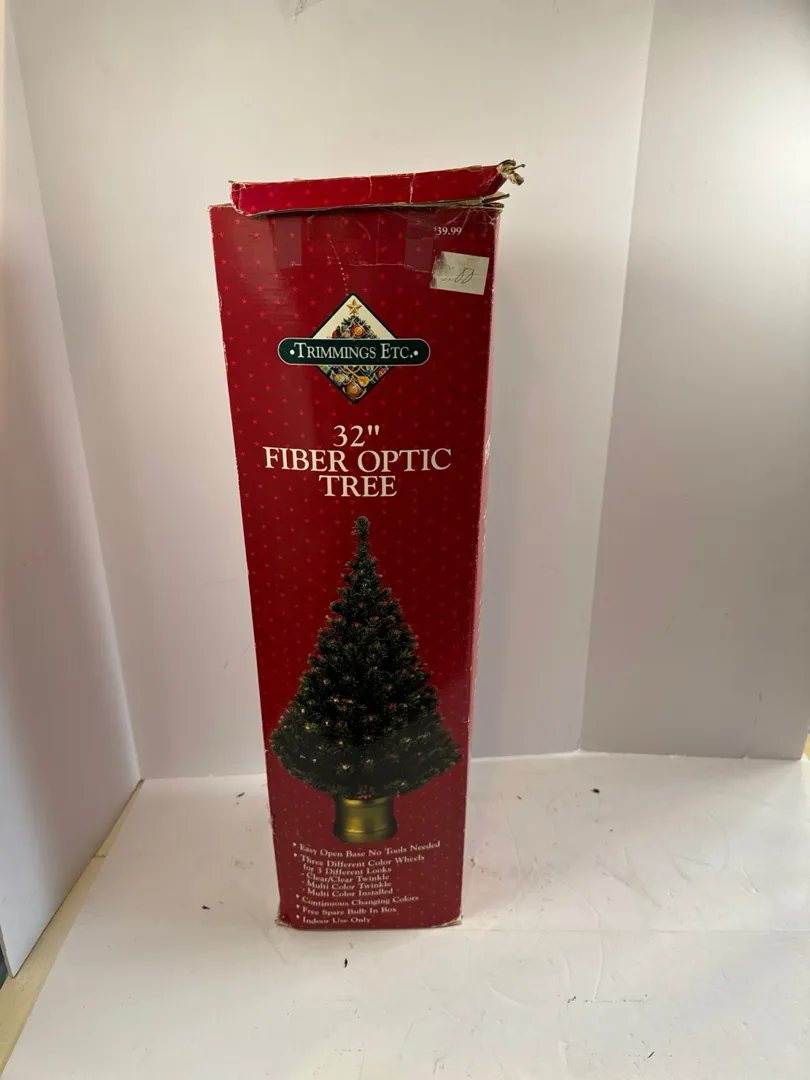 $39.99
• TRIMMINGS ETC. •
32"
FIBER OPTIC
TREE
• Easy Open Base No Tools Needed
• Three Different Color Wheels
for 3 Different Looks
- Clear/Clear Twinkle
- Multi Color Twinkle
- Multi Color Installed
• Continuous Changing Colors
• Free Spare Bulb In Box
• Indoor Use Only